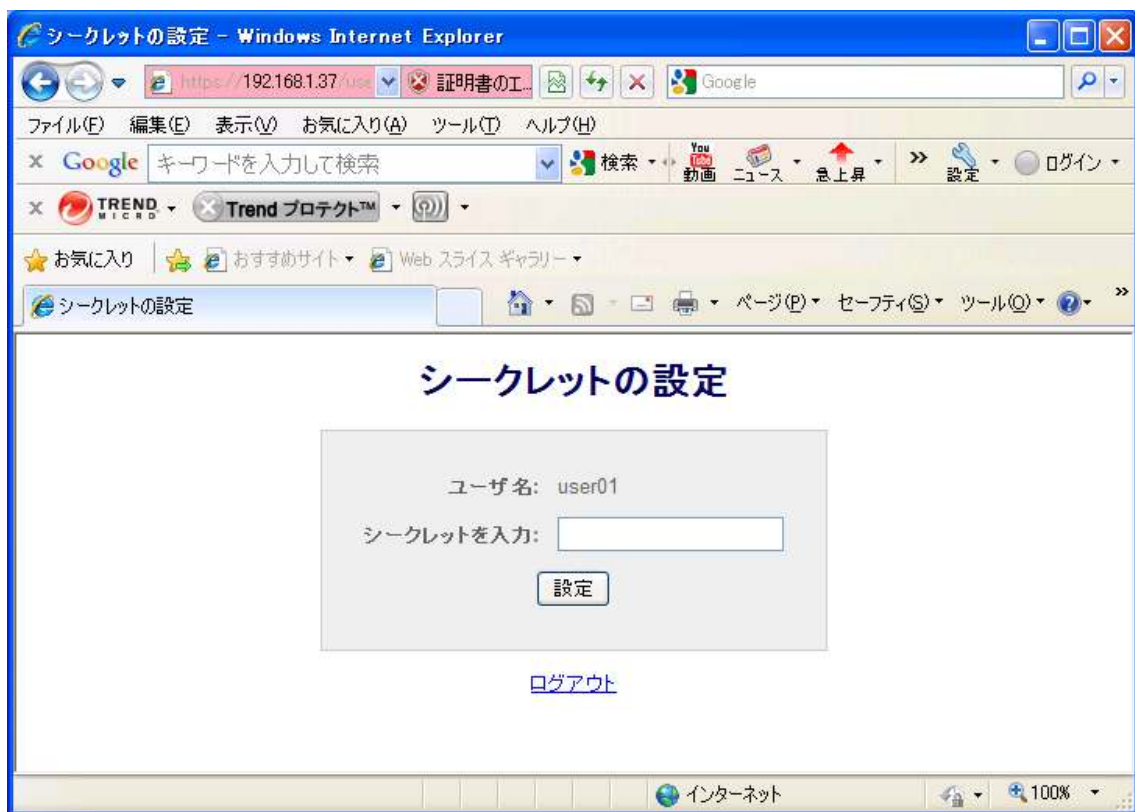 シークレットの設定 - Windows Internet Explorer
https://192.168.1.37/use 証明書のエ... Google
ファイル(F) 編集(E) 表示(V) お気に入り(A) ツール(T) ヘルプ(H)
x Google キーワードを入力して検索 検索 You Tube 動画 ニュース 急上昇 » 設定 ログイン
x TREND MICRO Trend プロテクト™
お気に入り おすすめサイト Web スライス ギャラリー
シークレットの設定 ページ(P) セーフティ(S) ツール(O) »
シークレットの設定
ユーザ名: user01
シークレットを入力:
設定
ログアウト
インターネット 100%